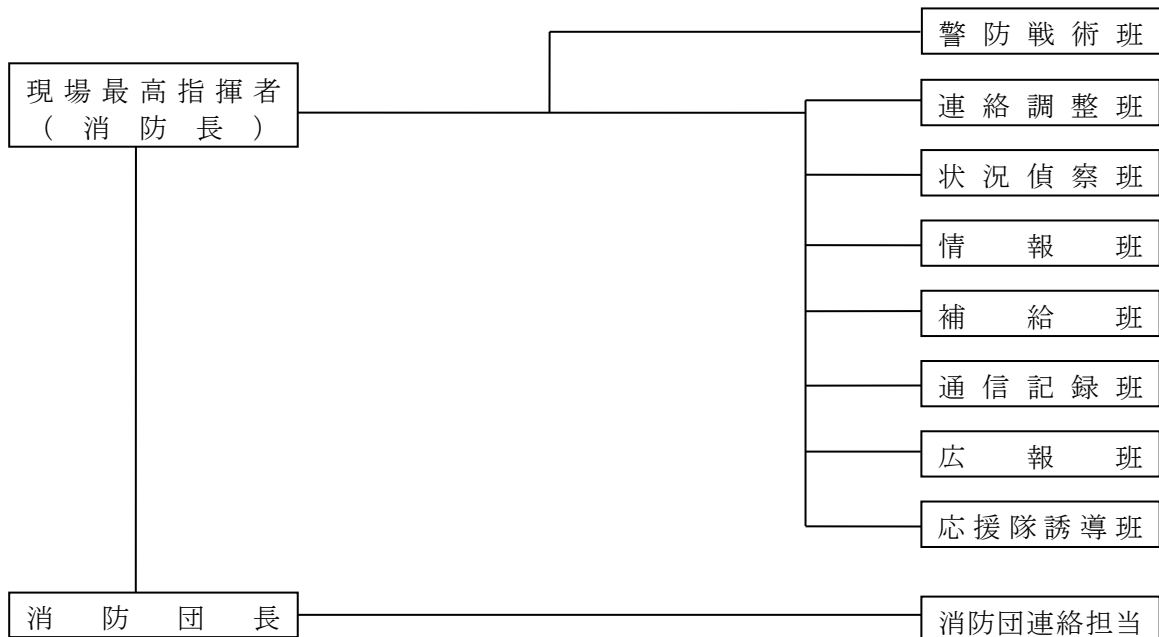 警防戦術班
現場最高指揮者
（消防長）
連絡調整班
状況偵察班
情報班
補給班
通信記録班
広報班
応援隊誘導班
消防団長
消防団連絡担当